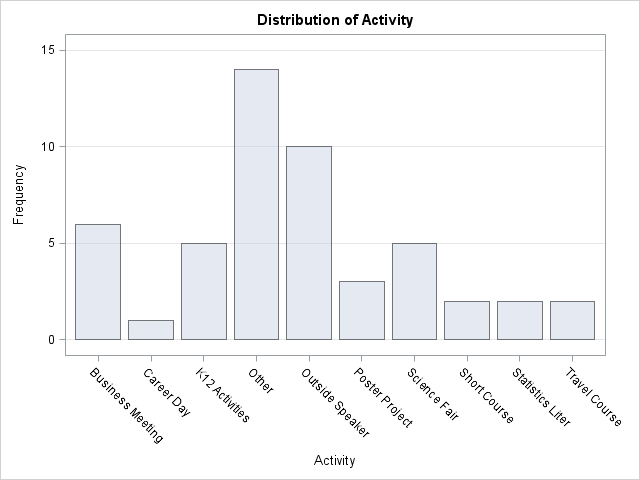 Distribution of Activity
15
10
5
0
Frequency
Business Meeting
Career Day
K12 Activities
Other
Outside Speaker
Poster Project
Science Fair
Short Course
Statistics Liter
Travel Course
Activity